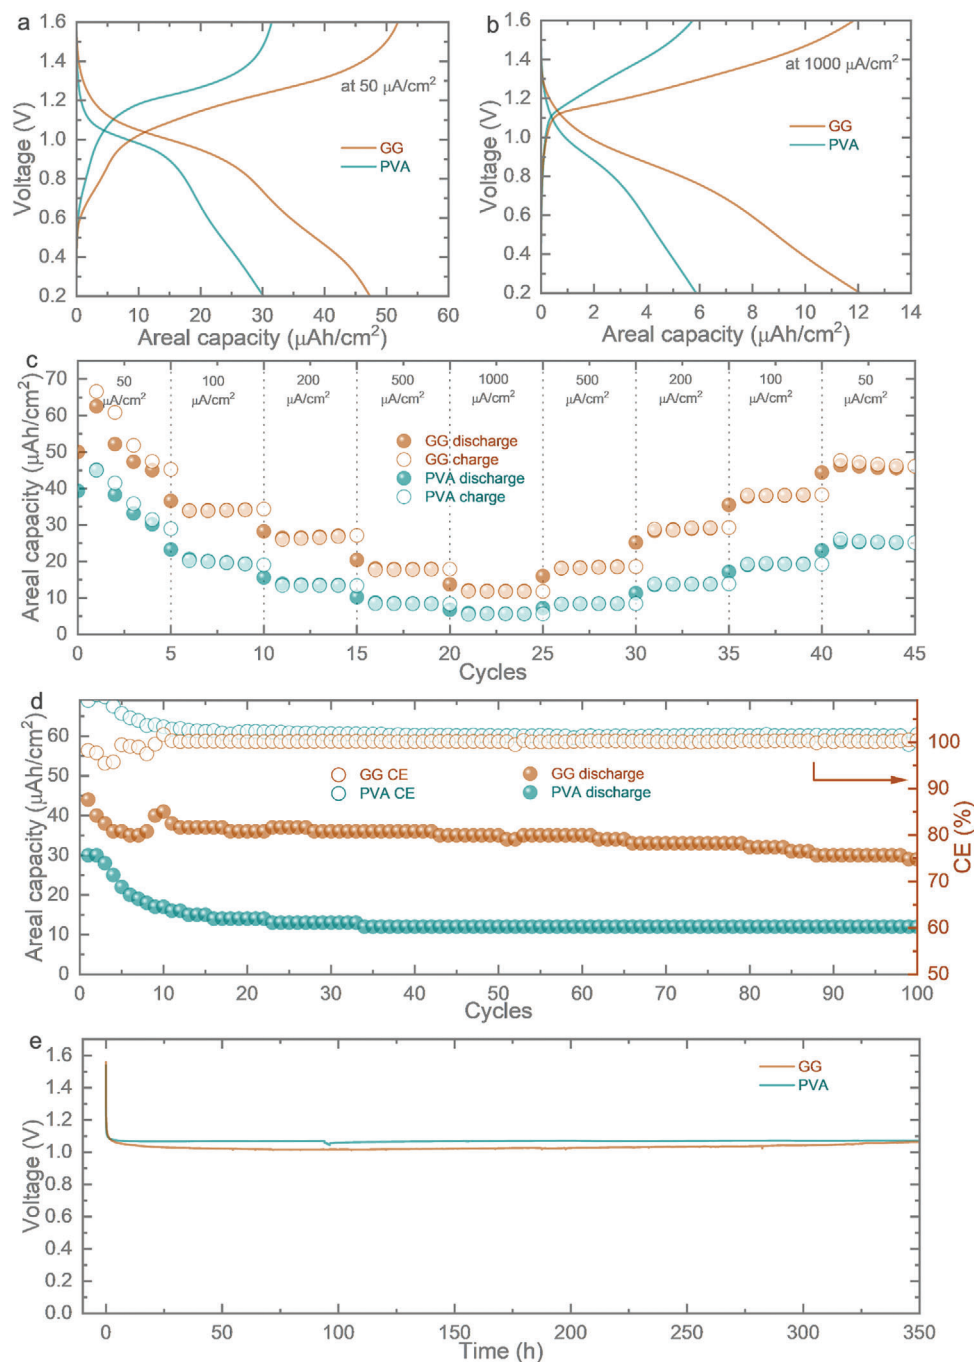 a
1.6
1.4
1.2
1.0
0.8
0.6
0.4
0.2
Voltage (V)
at 50 μA/cm²
GG
PVA
0 10 20 30 40 50 60
Areal capacity (μAh/cm²)
b
1.6
1.4
1.2
1.0
0.8
0.6
0.4
0.2
Voltage (V)
at 1000 μA/cm²
GG
PVA
0 2 4 6 8 10 12 14
Areal capacity (μAh/cm²)
c
70
60
50
40
30
20
10
0
Areal capacity (μAh/cm²)
50 100 200 500 1000 500 200 100 50
μA/cm² μA/cm² μA/cm² μA/cm² μA/cm² μA/cm² μA/cm² μA/cm² μA/cm²
GG discharge
GG charge
PVA discharge
PVA charge
0 5 10 15 20 25 30 35 40 45
Cycles
d
60
50
40
30
20
10
0
Areal capacity (μAh/cm²)
GG CE GG discharge
PVA CE PVA discharge
100
90
80
70
60
50
CE (%)
0 10 20 30 40 50 60 70 80 90 100
Cycles
e
1.6
1.4
1.2
1.0
0.8
0.6
0.4
0.2
0.0
Voltage (V)
GG
PVA
0 50 100 150 200 250 300 350
Time (h)